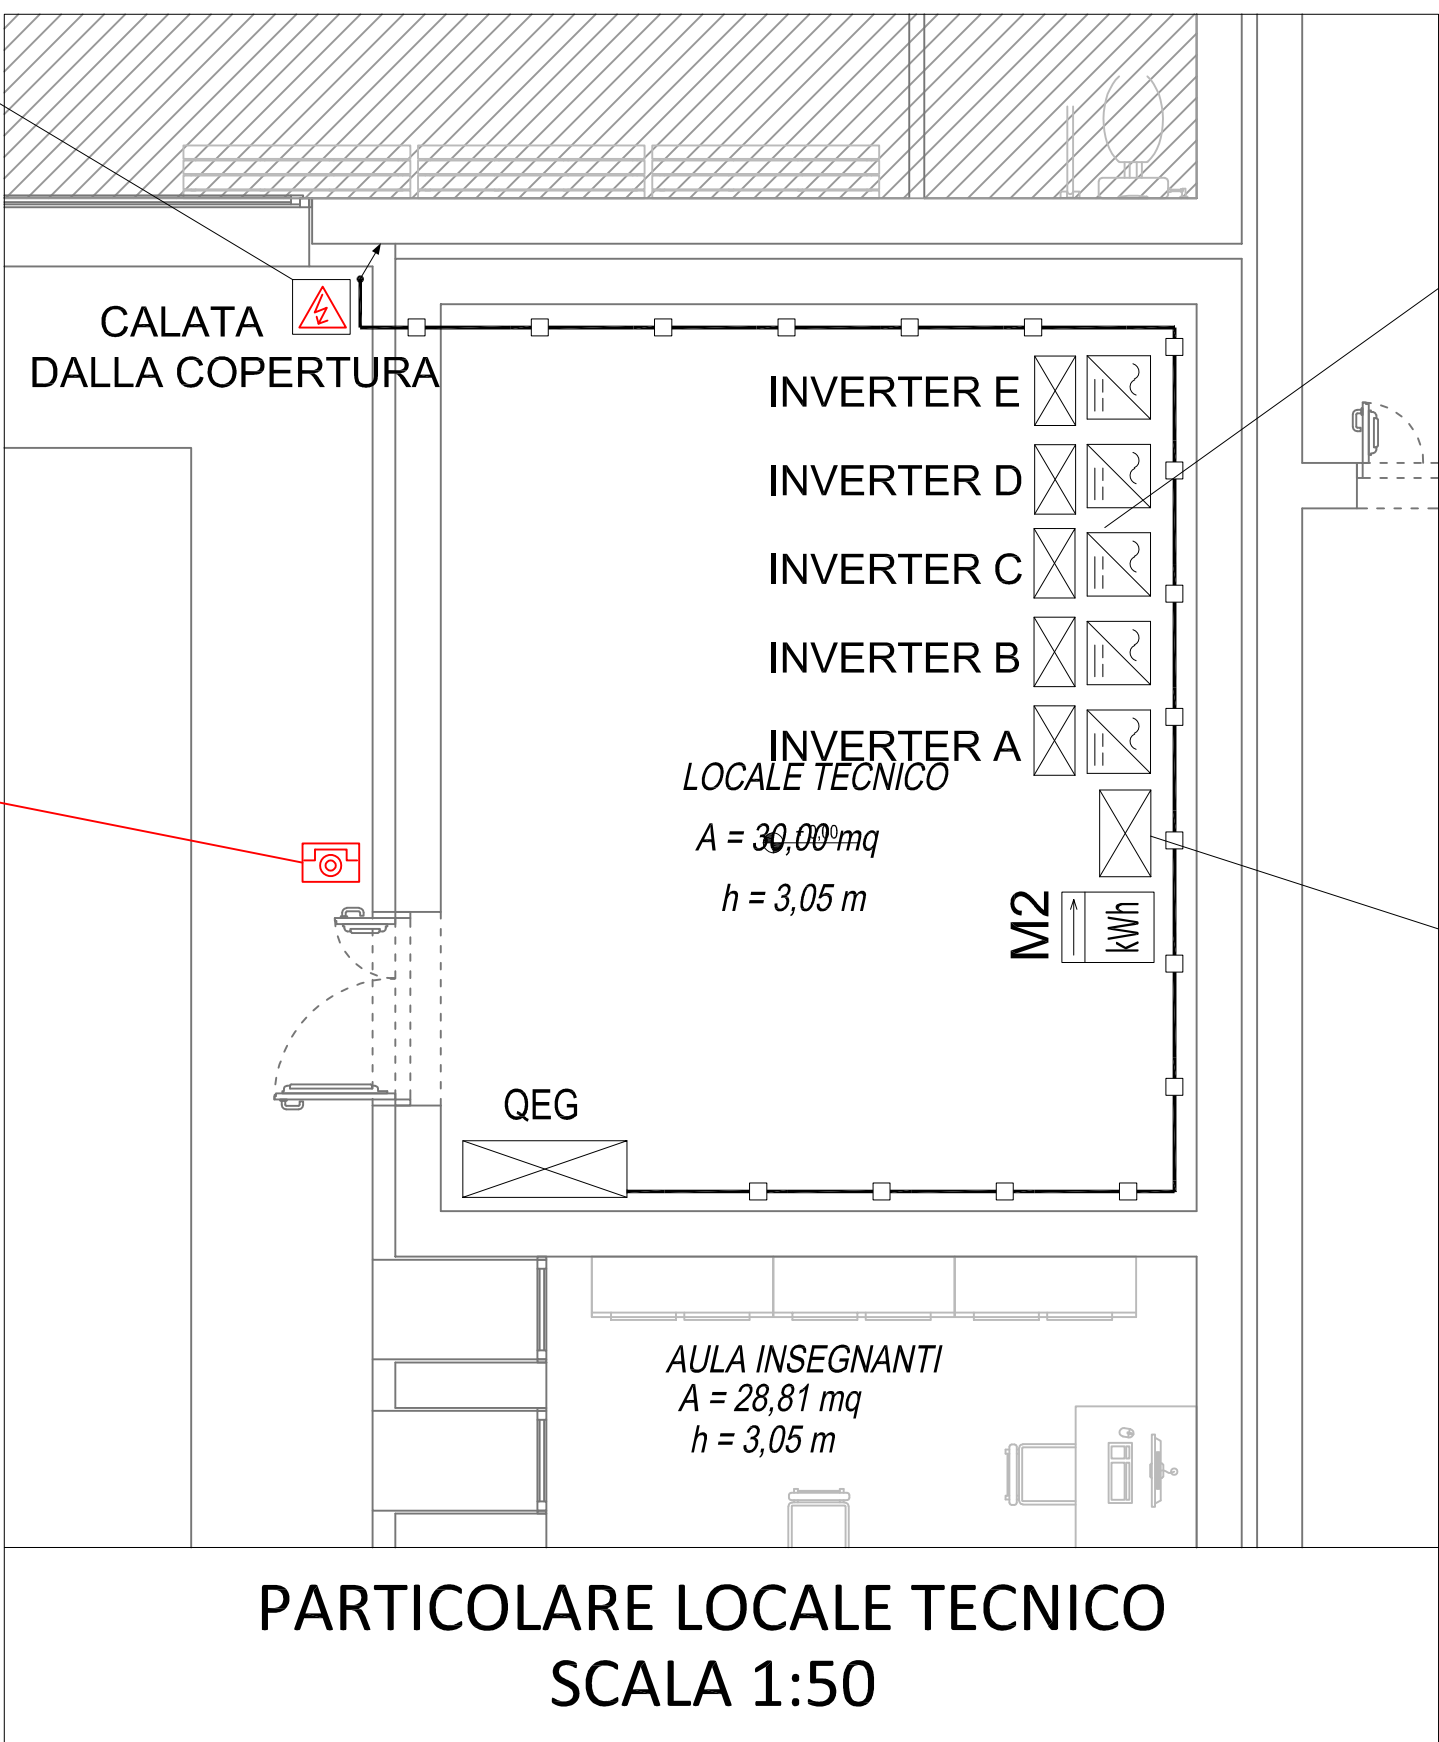 CALATA
DALLA COPERTURA
INVERTER E
INVERTER D
INVERTER C
INVERTER B
INVERTER A
LOCALE TECNICO
A = 30,00 mq
h = 3,05 m
M2
kWh
QEG
AULA INSEGNANTI
A = 28,81 mq
h = 3,05 m
PARTICOLARE LOCALE TECNICO
SCALA 1:50